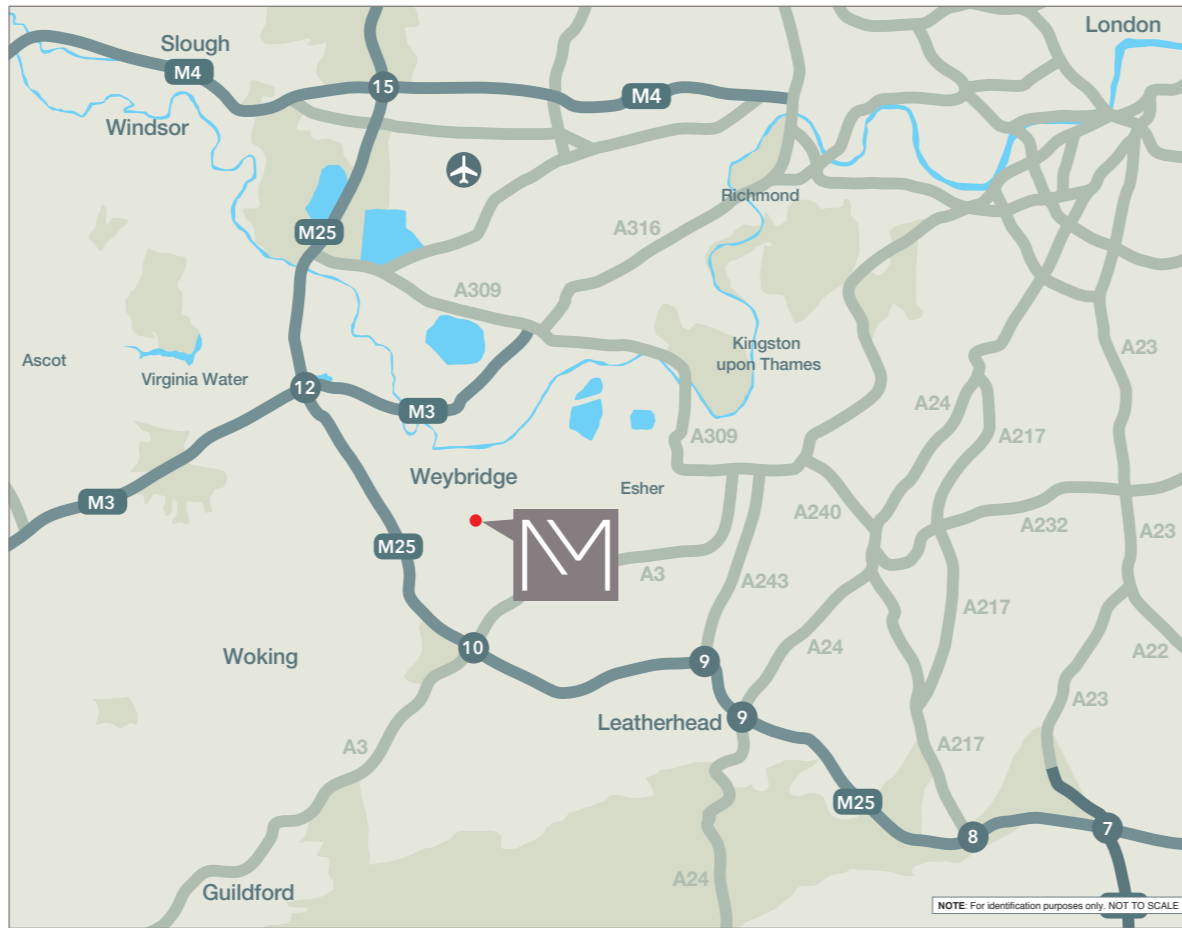 London
Slough
M4
15
M4
Windsor
Richmond
M25
A316
A309
Kingston
upon Thames
A23
Ascot
Virginia Water
12
M3
A24
A309
A217
Weybridge
Esher
M3
A240
A232
A23
M25
M
A3
A243
A217
10
9
A24
A22
Woking
9
Leatherhead
A23
A3
A217
M25
7
8
A24
Guildford
NOTE: For identification purposes only. NOT TO SCALE